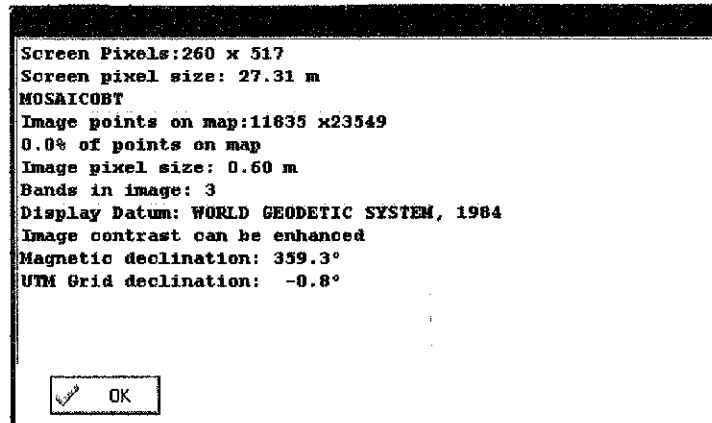 Screen Pixels:260 x 517
Screen pixel size: 27.31 m
MOSAICOBT
Image points on map:11835 x23549
0.0% of points on map
Image pixel size: 0.60 m
Bands in image: 3
Display Datum: WORLD GEODETIC SYSTEM, 1984
Image contrast can be enhanced
Magnetic declination: 359.3°
UTM Grid declination:  -0.8°
OK